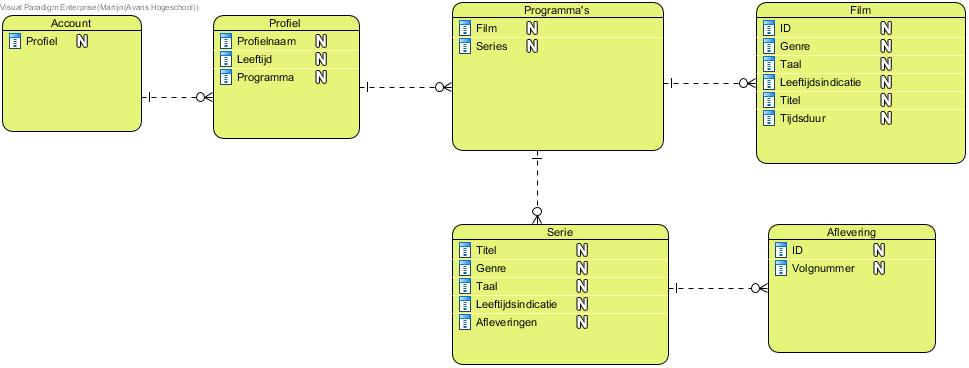 Visual Paradigm Enterprise(Martijn(Avans Hogeschool))
Account
Profiel N
Profiel
Profielnaam N
Leeftijd N
Programma N
Programma's
Film N
Series N
Film
ID N
Genre N
Taal N
Leeftijdsindicatie N
Titel N
Tijdsduur N
Serie
Titel N
Genre N
Taal N
Leeftijdsindicatie N
Afleveringen N
Aflevering
ID N
Volgnummer N